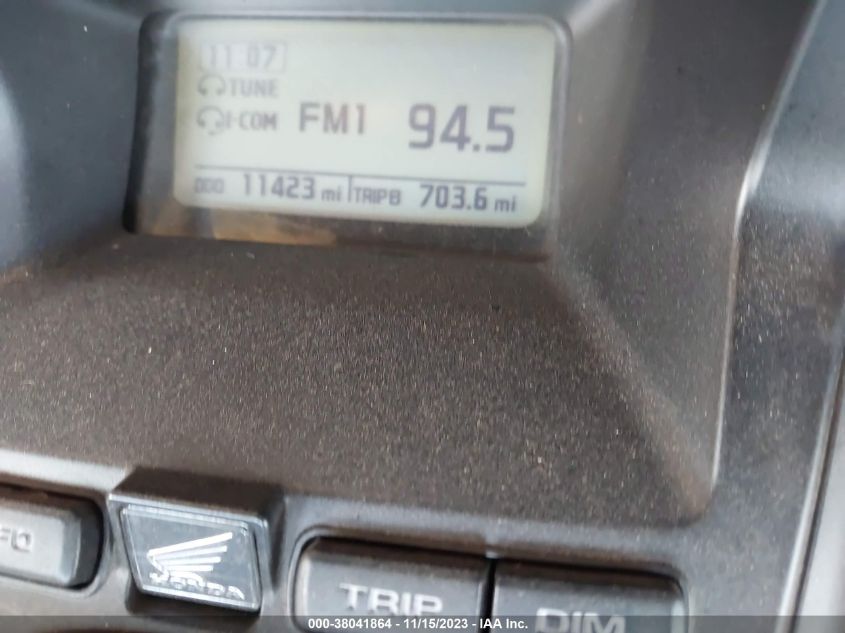 11 07
TUNE
I-COM FM1 94.5
ODO 11423 mi TRIP B 703.6 mi
HONDA
TRIP DIM
000-38041864 - 11/15/2023 - IAA Inc.